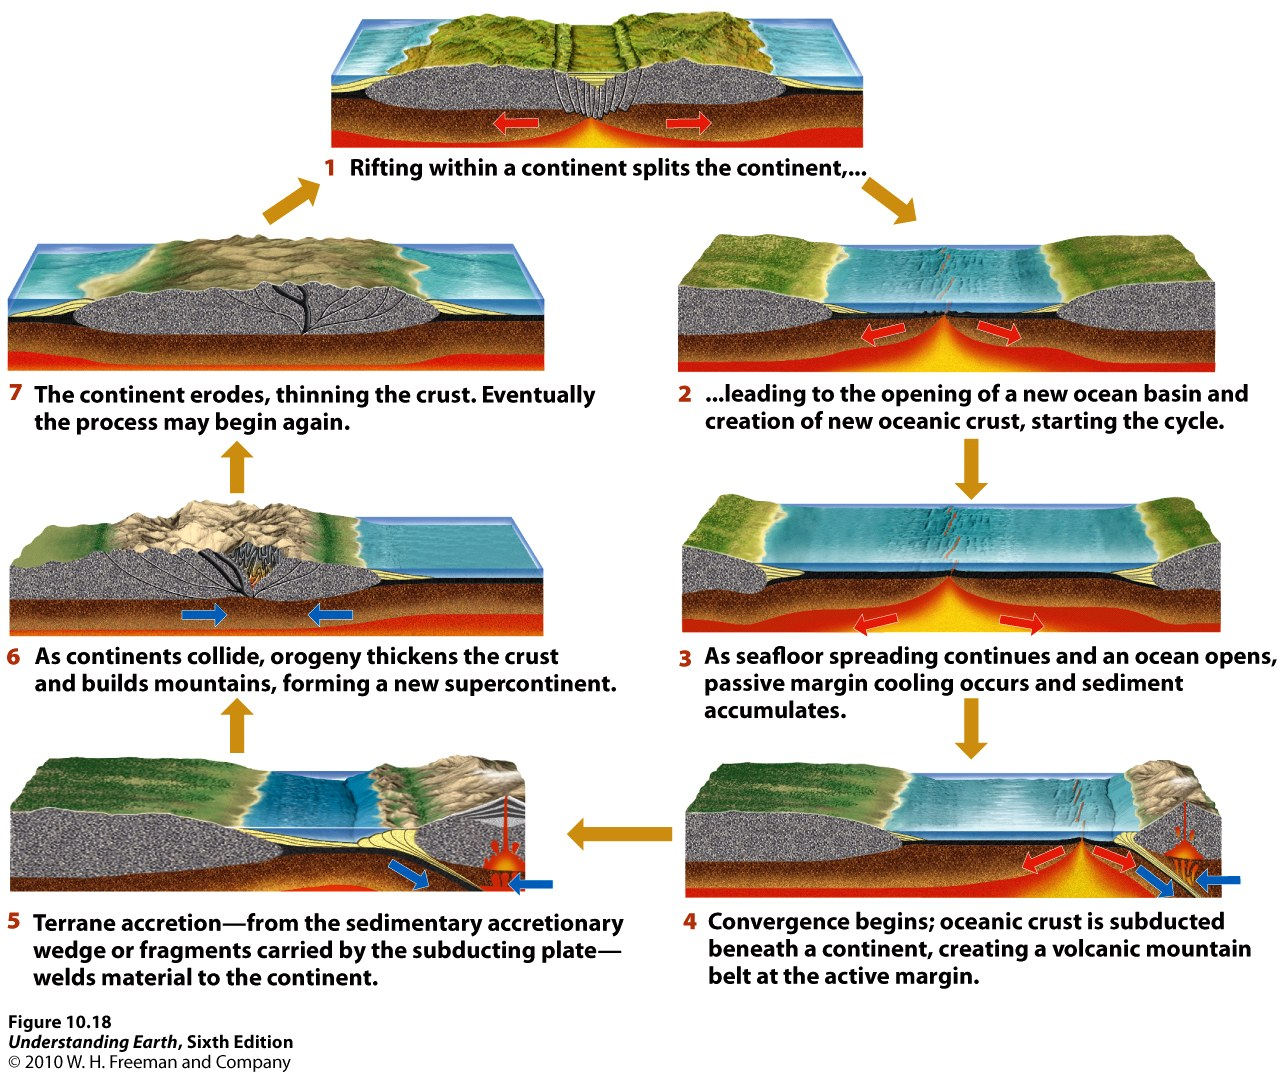 1 Rifting within a continent splits the continent,...
2 ...leading to the opening of a new ocean basin and
creation of new oceanic crust, starting the cycle.
3 As seafloor spreading continues and an ocean opens,
passive margin cooling occurs and sediment
accumulates.
4 Convergence begins; oceanic crust is subducted
beneath a continent, creating a volcanic mountain
belt at the active margin.
5 Terrane accretion—from the sedimentary accretionary
wedge or fragments carried by the subducting plate—
welds material to the continent.
6 As continents collide, orogeny thickens the crust
and builds mountains, forming a new supercontinent.
7 The continent erodes, thinning the crust. Eventually
the process may begin again.
Figure 10.18
Understanding Earth, Sixth Edition
© 2010 W. H. Freeman and Company